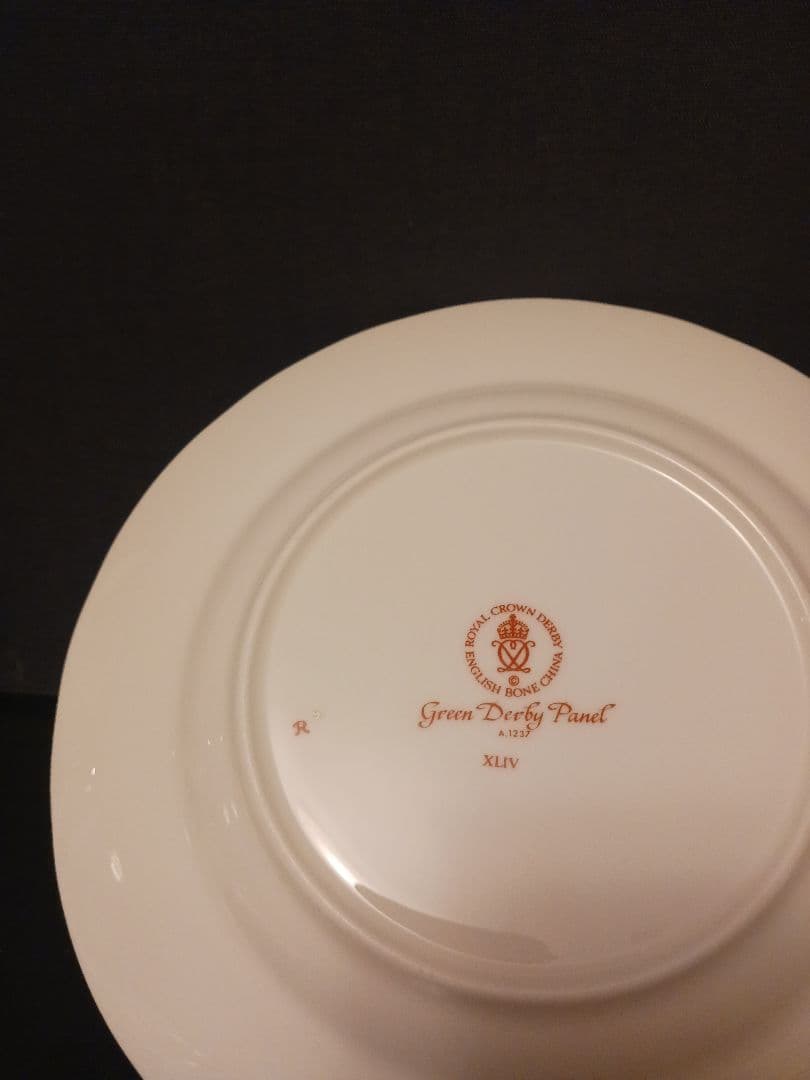 ROYAL CROWN DERBY
ENGLISH BONE CHINA
©
Green Derby Panel
A.1237
XLIV
R